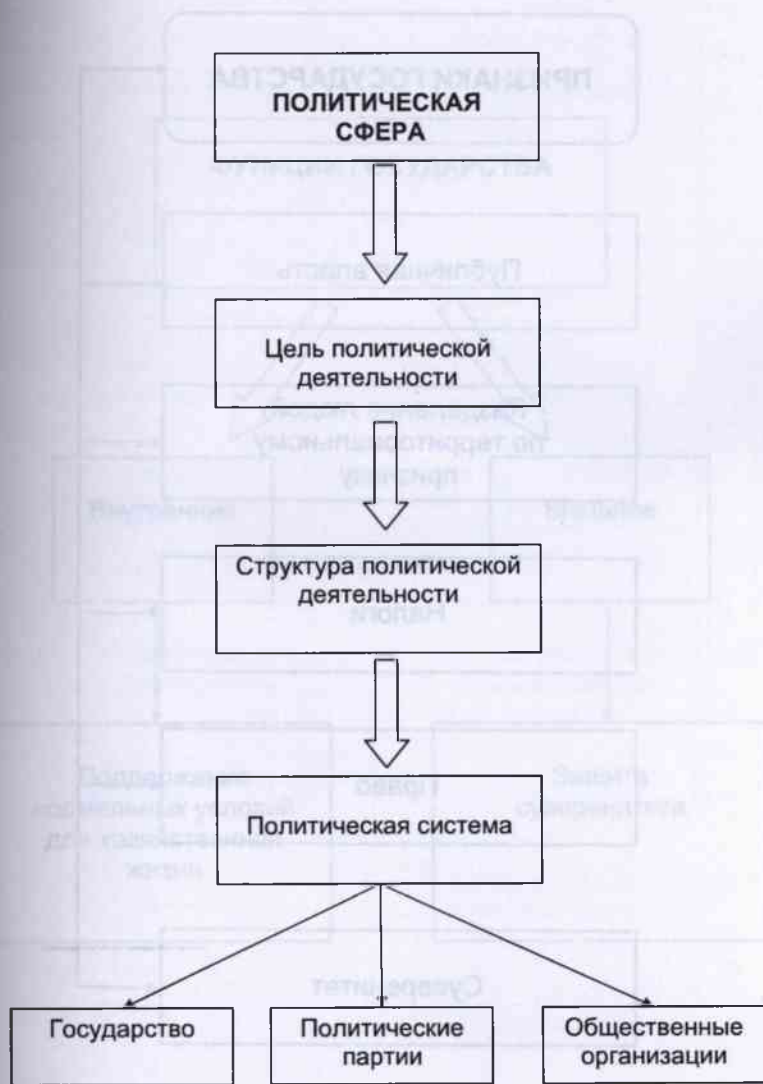 ПОЛИТИЧЕСКАЯ
СФЕРА
Цель политической
деятельности
Структура политической
деятельности
Политическая система
Государство
Политические
партии
Общественные
организации